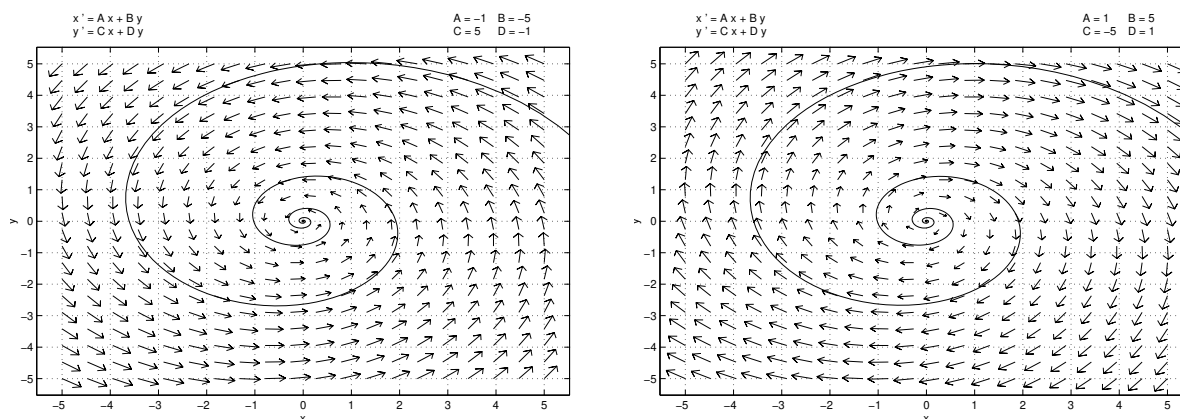 x ' = A x + B y
y ' = C x + D y
A = −1 B = −5
C = 5 D = −1
5
4
3
2
1
0
−1
−2
−3
−4
−5
y
−5 −4 −3 −2 −1 0 1 2 3 4 5
x
x ' = A x + B y
y ' = C x + D y
A = 1 B = 5
C = −5 D = 1
5
4
3
2
1
0
−1
−2
−3
−4
−5
y
−5 −4 −3 −2 −1 0 1 2 3 4 5
x